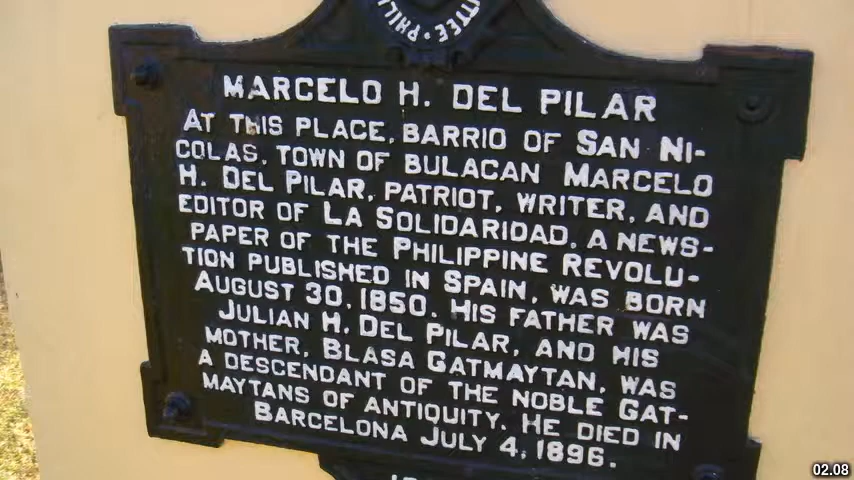 TTEE · PHILI
MARCELO H. DEL PILAR
AT THIS PLACE, BARRIO OF SAN NI-
COLAS, TOWN OF BULACAN MARCELO
H. DEL PILAR, PATRIOT, WRITER, AND
EDITOR OF LA SOLIDARIDAD, A NEWS-
PAPER OF THE PHILIPPINE REVOLU-
TION PUBLISHED IN SPAIN, WAS BORN
AUGUST 30, 1850. HIS FATHER WAS
JULIAN H. DEL PILAR, AND HIS
MOTHER, BLASA GATMAYTAN, WAS
A DESCENDANT OF THE NOBLE GAT-
MAYTANS OF ANTIQUITY. HE DIED IN
BARCELONA JULY 4, 1896.
02.08